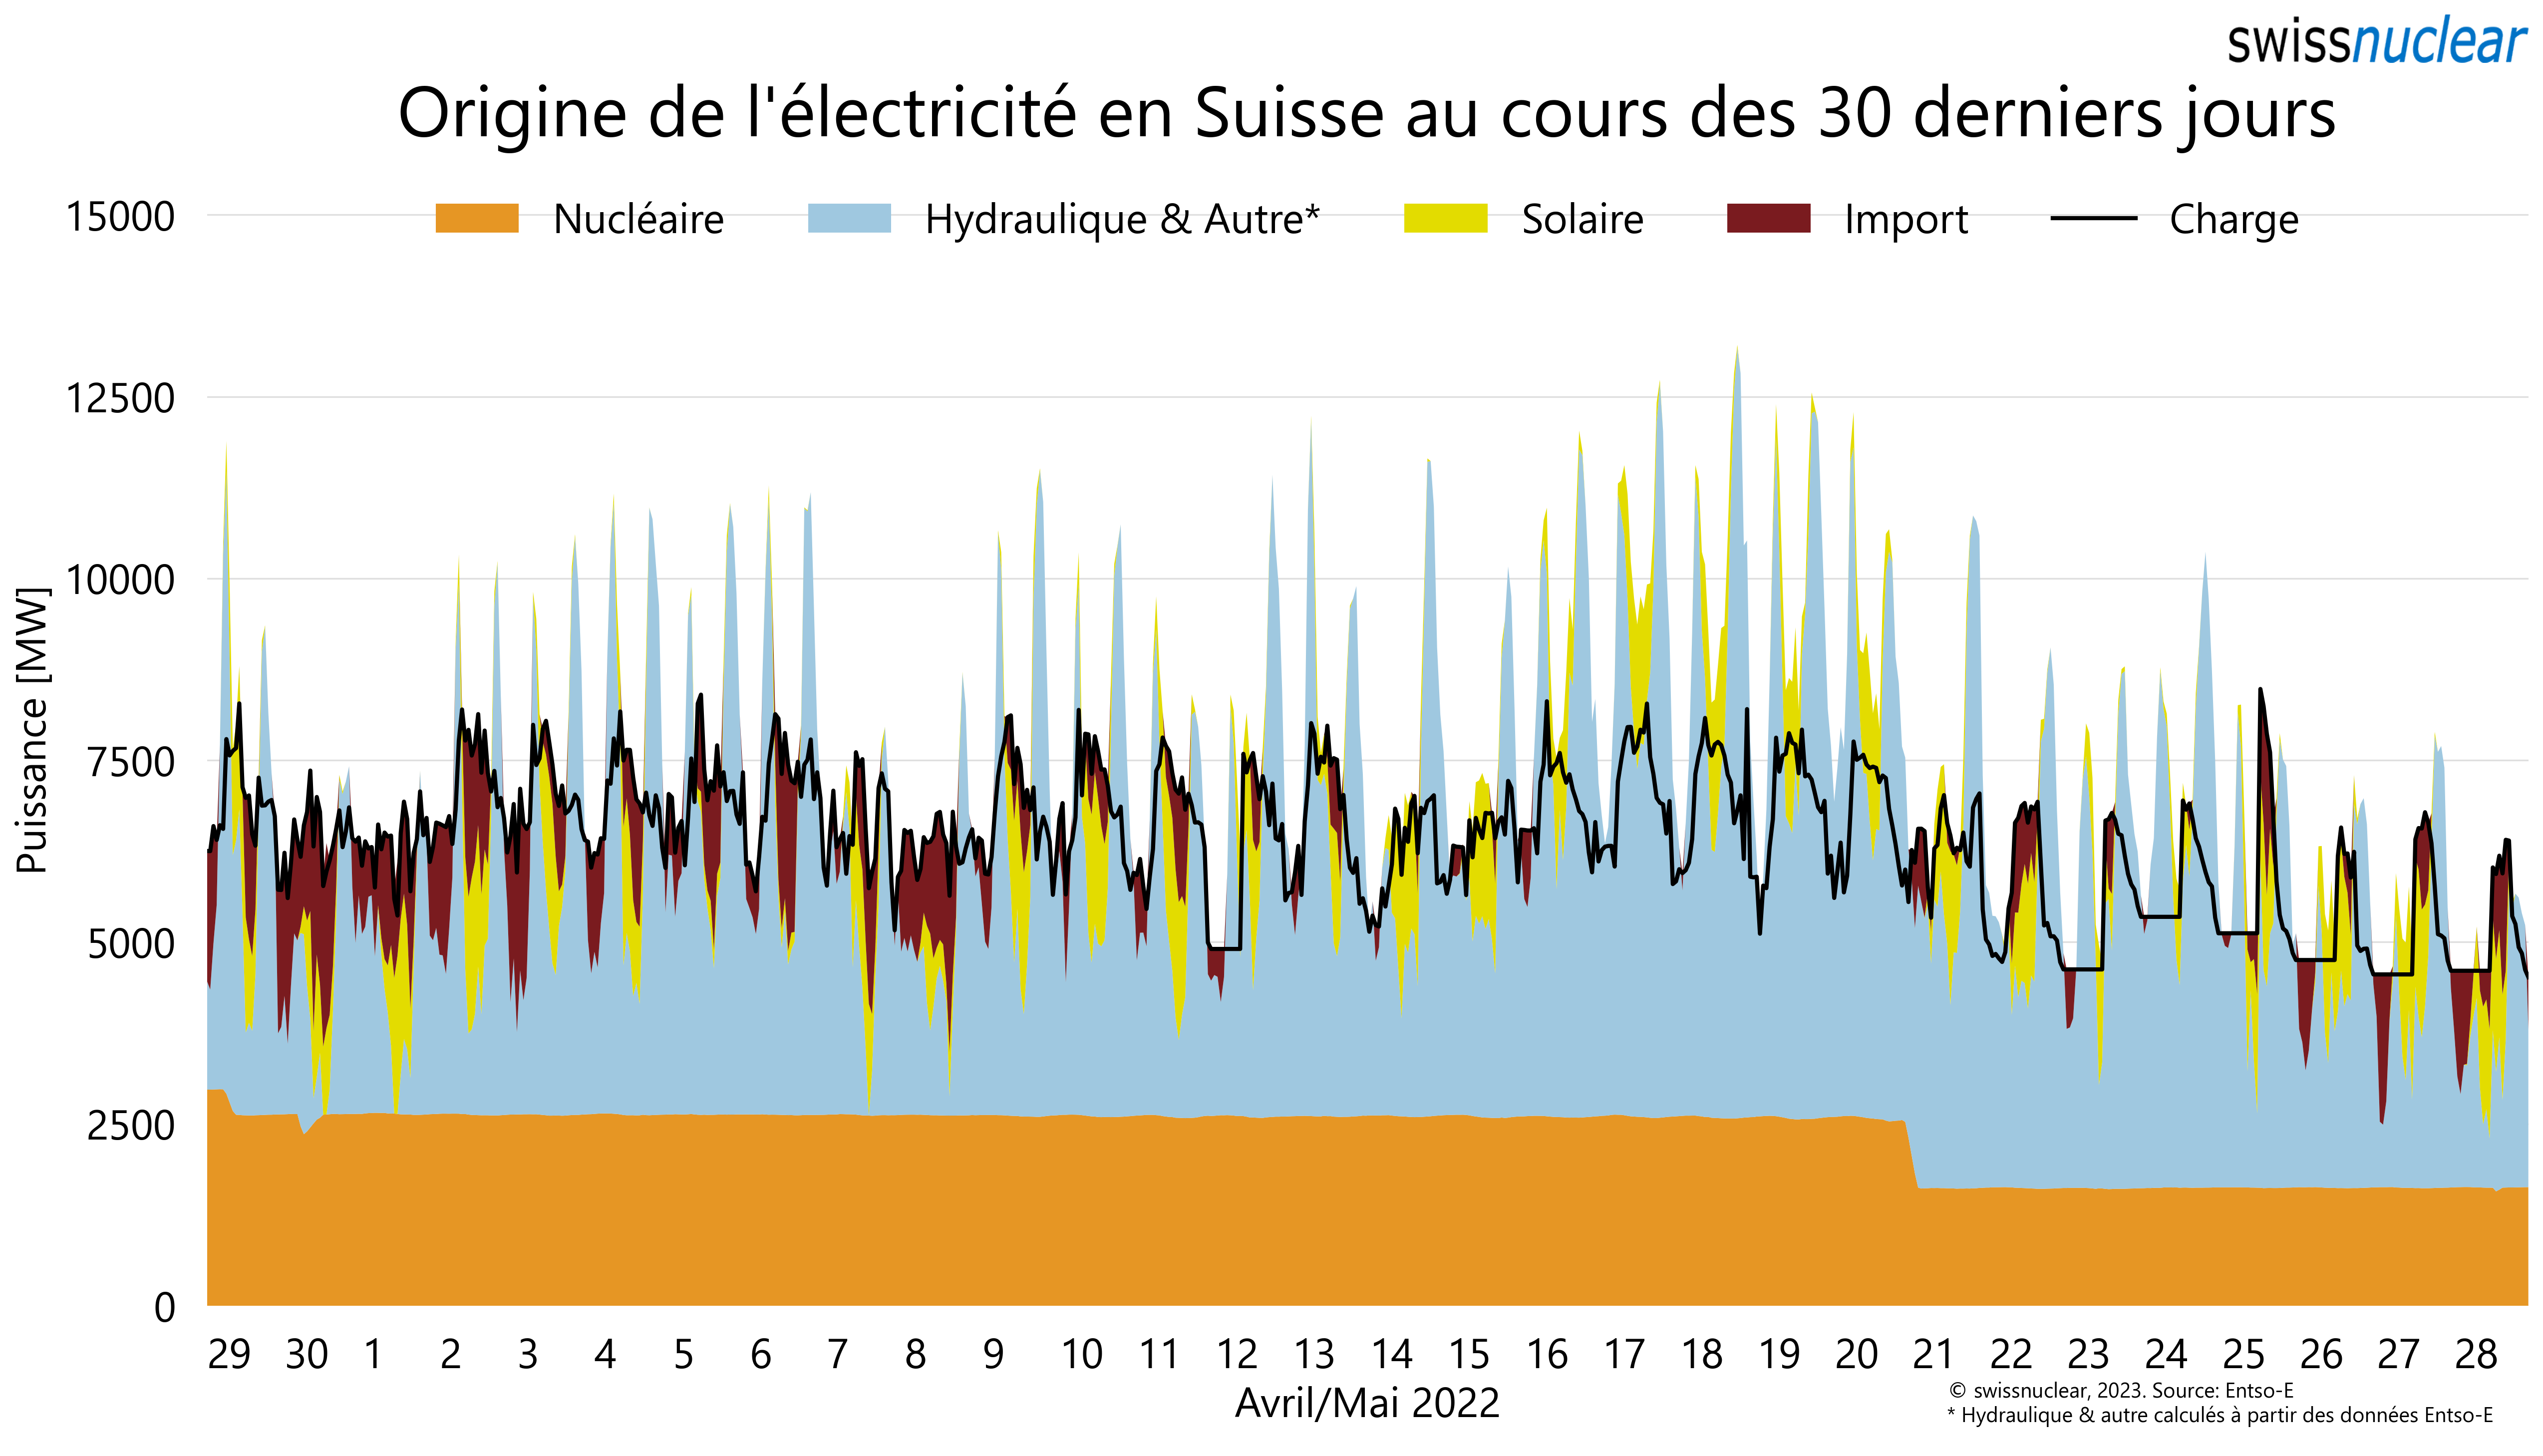 swissnuclear
Origine de l'électricité en Suisse au cours des 30 derniers jours
Nucléaire Hydraulique & Autre* Solaire Import Charge
15000
12500
10000
7500
5000
2500
0
Puissance [MW]
29 30 1 2 3 4 5 6 7 8 9 10 11 12 13 14 15 16 17 18 19 20 21 22 23 24 25 26 27 28
Avril/Mai 2022
© swissnuclear, 2023. Source: Entso-E
* Hydraulique & autre calculés à partir des données Entso-E